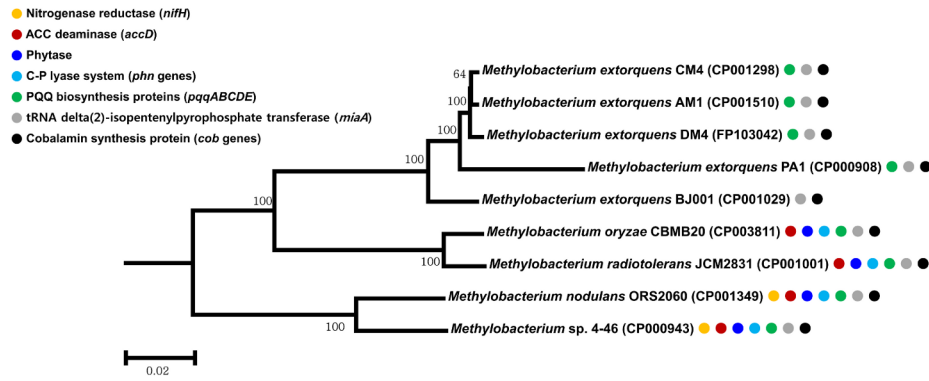 Nitrogenase reductase (nifH)
ACC deaminase (accD)
Phytase
C-P lyase system (phn genes)
PQQ biosynthesis proteins (pqqABCDE)
tRNA delta(2)-isopentenylpyrophosphate transferase (miaA)
Cobalamin synthesis protein (cob genes)
64
Methylobacterium extorquens CM4 (CP001298)
100
Methylobacterium extorquens AM1 (CP001510)
100
Methylobacterium extorquens DM4 (FP103042)
100
Methylobacterium extorquens PA1 (CP000908)
100
Methylobacterium extorquens BJ001 (CP001029)
Methylobacterium oryzae CBMB20 (CP003811)
100
Methylobacterium radiotolerans JCM2831 (CP001001)
Methylobacterium nodulans ORS2060 (CP001349)
100
Methylobacterium sp. 4-46 (CP000943)
0.02